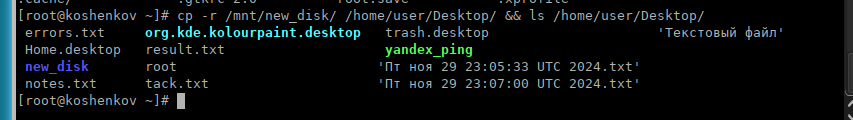 [root@koshenkov ~]# cp -r /mnt/new_disk/ /home/user/Desktop/ && ls /home/user/Desktop/
errors.txt org.kde.kolourpaint.desktop trash.desktop 'Текстовый файл'
Home.desktop result.txt yandex_ping
new_disk root 'Пт ноя 29 23:05:33 UTC 2024.txt'
notes.txt tack.txt 'Пт ноя 29 23:07:00 UTC 2024.txt'
[root@koshenkov ~]#